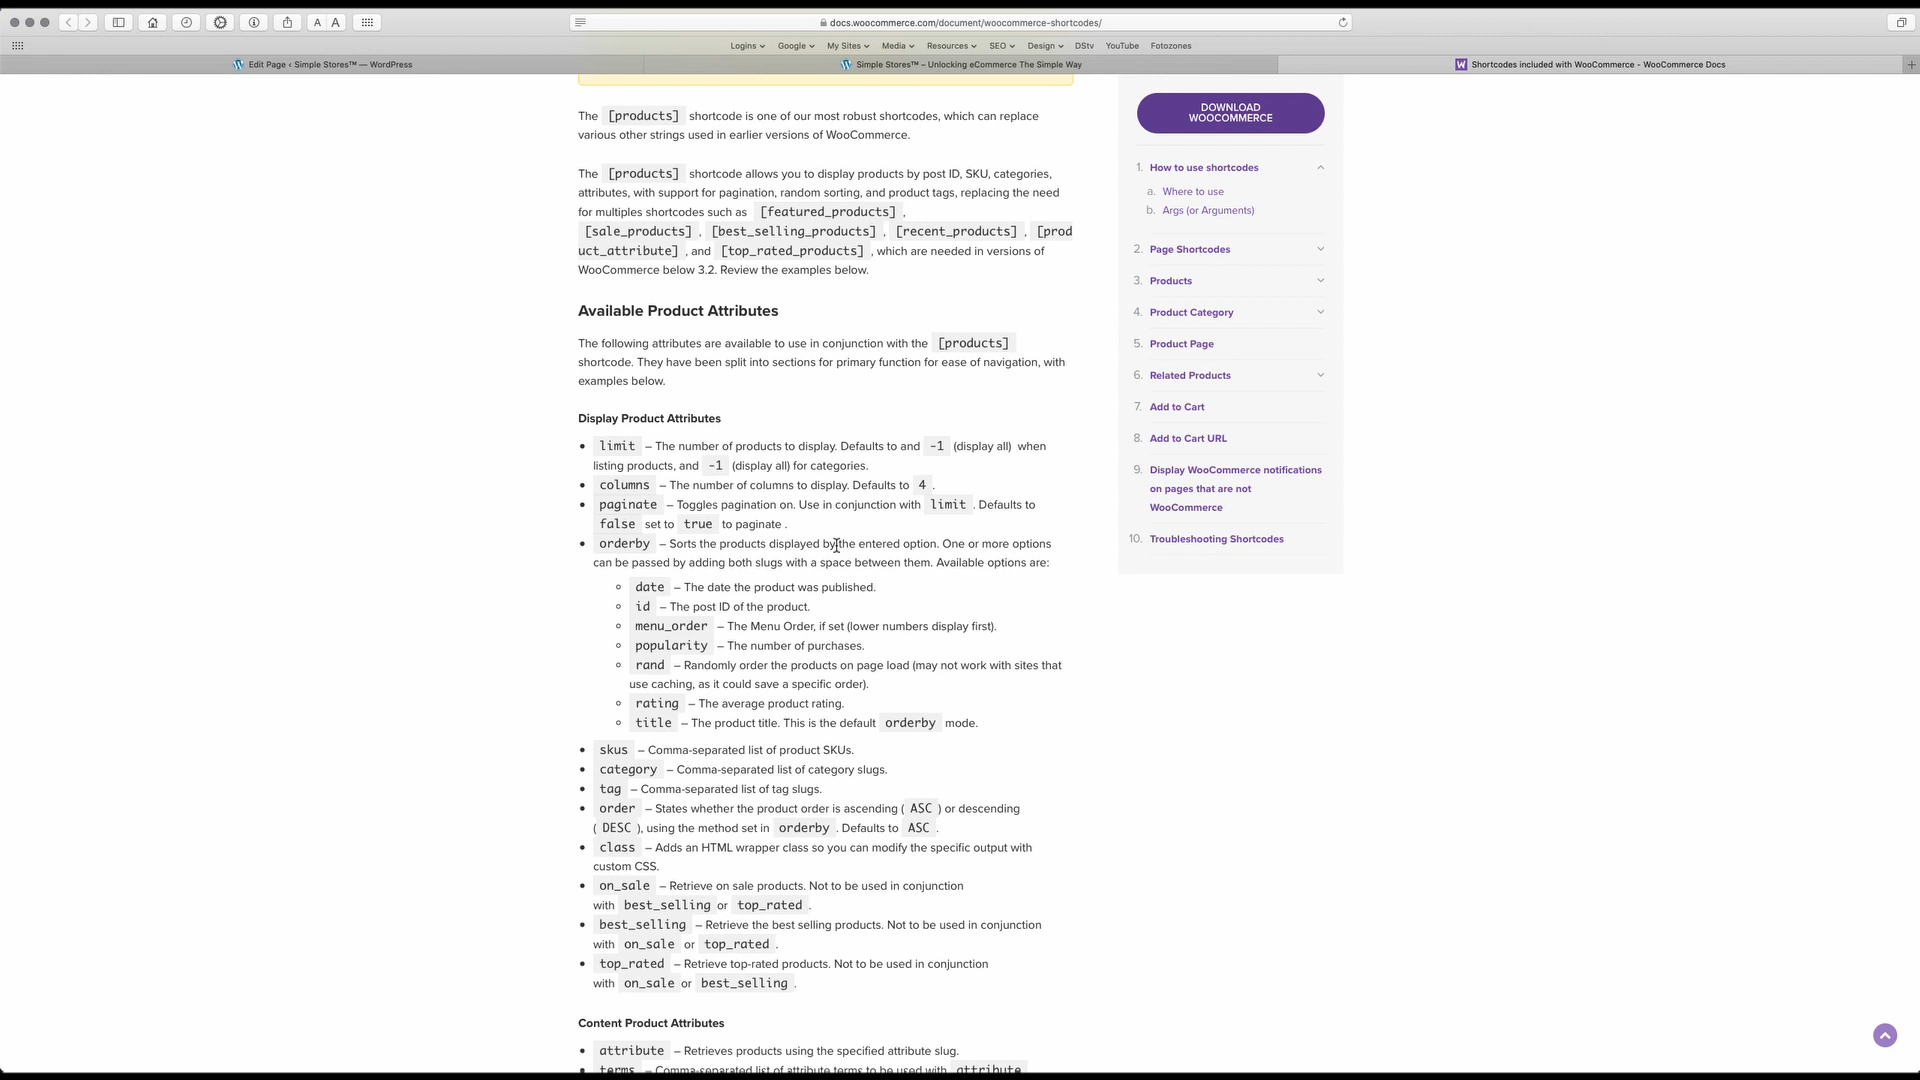 A A
docs.woocommerce.com/document/woocommerce-shortcodes/
Logins Google My Sites Media Resources SEO Design DStv YouTube Fotozones
Edit Page ‹ Simple Stores™ — WordPress
Simple Stores™ – Unlocking eCommerce The Simple Way
Shortcodes included with WooCommerce - WooCommerce Docs
The [products] shortcode is one of our most robust shortcodes, which can replace
various other strings used in earlier versions of WooCommerce.
The [products] shortcode allows you to display products by post ID, SKU, categories,
attributes, with support for pagination, random sorting, and product tags, replacing the need
for multiples shortcodes such as [featured_products] ,
[sale_products] , [best_selling_products] , [recent_products] , [prod
uct_attribute] , and [top_rated_products] , which are needed in versions of
WooCommerce below 3.2. Review the examples below.
Available Product Attributes
The following attributes are available to use in conjunction with the [products]
shortcode. They have been split into sections for primary function for ease of navigation, with
examples below.
Display Product Attributes
• limit – The number of products to display. Defaults to and -1 (display all) when
listing products, and -1 (display all) for categories.
• columns – The number of columns to display. Defaults to 4 .
• paginate – Toggles pagination on. Use in conjunction with limit . Defaults to
false set to true to paginate .
• orderby – Sorts the products displayed by the entered option. One or more options
can be passed by adding both slugs with a space between them. Available options are:
date – The date the product was published.
id – The post ID of the product.
menu_order – The Menu Order, if set (lower numbers display first).
popularity – The number of purchases.
rand – Randomly order the products on page load (may not work with sites that
use caching, as it could save a specific order).
rating – The average product rating.
title – The product title. This is the default orderby mode.
• skus – Comma-separated list of product SKUs.
• category – Comma-separated list of category slugs.
• tag – Comma-separated list of tag slugs.
• order – States whether the product order is ascending ( ASC ) or descending
( DESC ), using the method set in orderby . Defaults to ASC .
• class – Adds an HTML wrapper class so you can modify the specific output with
custom CSS.
• on_sale – Retrieve on sale products. Not to be used in conjunction
with best_selling or top_rated .
• best_selling – Retrieve the best selling products. Not to be used in conjunction
with on_sale or top_rated .
• top_rated – Retrieve top-rated products. Not to be used in conjunction
with on_sale or best_selling .
Content Product Attributes
• attribute – Retrieves products using the specified attribute slug.
• terms – Comma-separated list of attribute terms to be used with attribute
DOWNLOAD
WOOCOMMERCE
1. How to use shortcodes
a. Where to use
b. Args (or Arguments)
2. Page Shortcodes
3. Products
4. Product Category
5. Product Page
6. Related Products
7. Add to Cart
8. Add to Cart URL
9. Display WooCommerce notifications
on pages that are not
WooCommerce
10. Troubleshooting Shortcodes